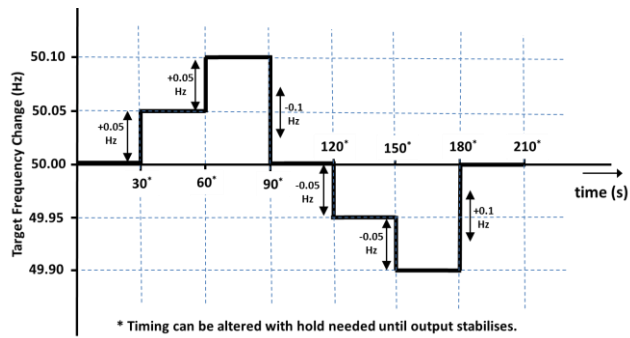 Target Frequency Change (Hz)
50.10
50.05
50.00
49.95
49.90
+0.05
Hz
+0.05
Hz
-0.1
Hz
30*
60*
90*
120*
150*
180*
210*
-0.05
Hz
-0.05
Hz
+0.1
Hz
time (s)
* Timing can be altered with hold needed until output stabilises.